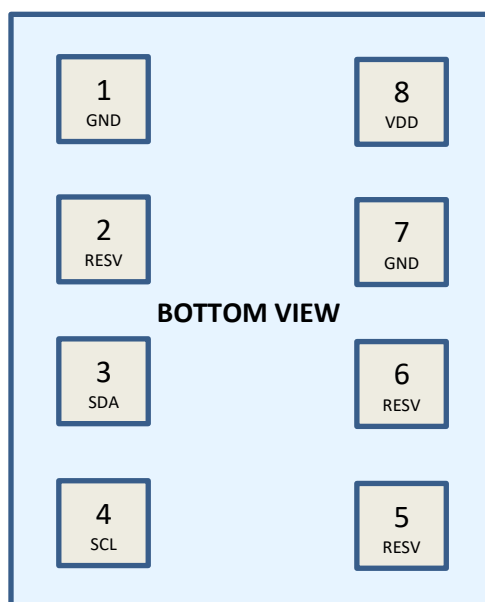 1
GND
8
VDD
2
RESV
7
GND
BOTTOM VIEW
3
SDA
6
RESV
4
SCL
5
RESV